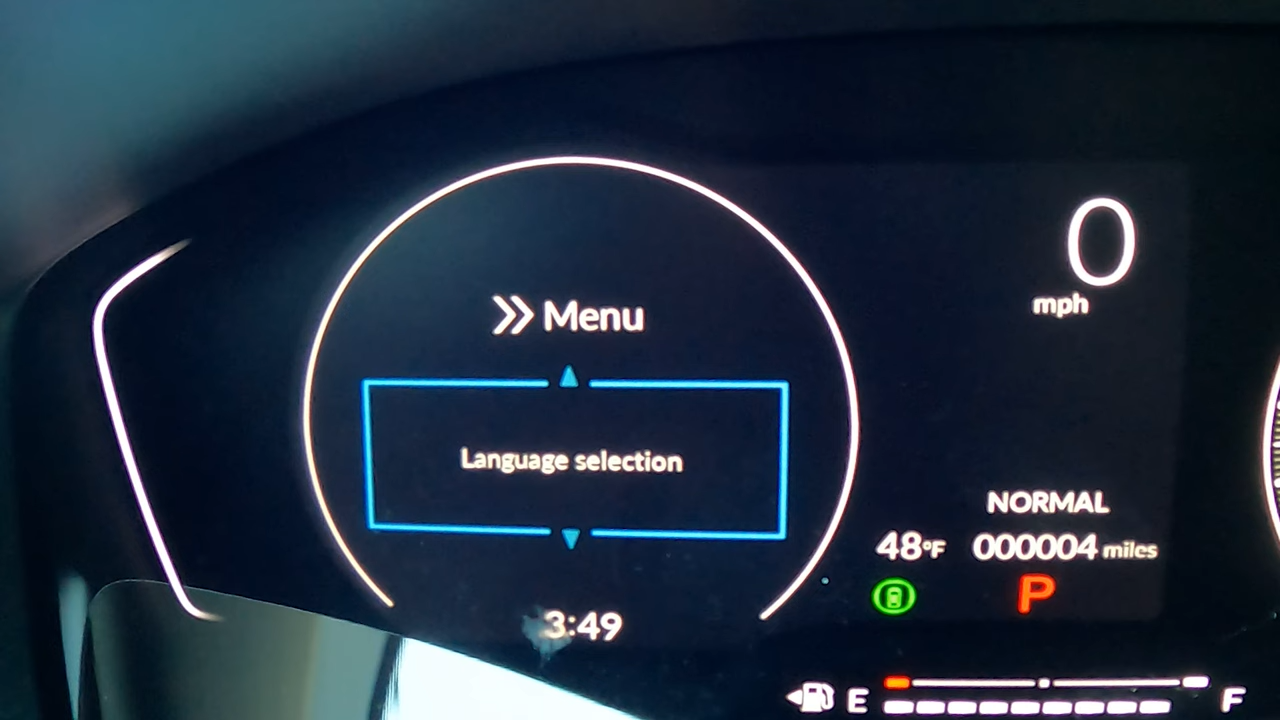 Menu
Language selection
3:49
0
mph
NORMAL
48°F 000004 miles
P
E F